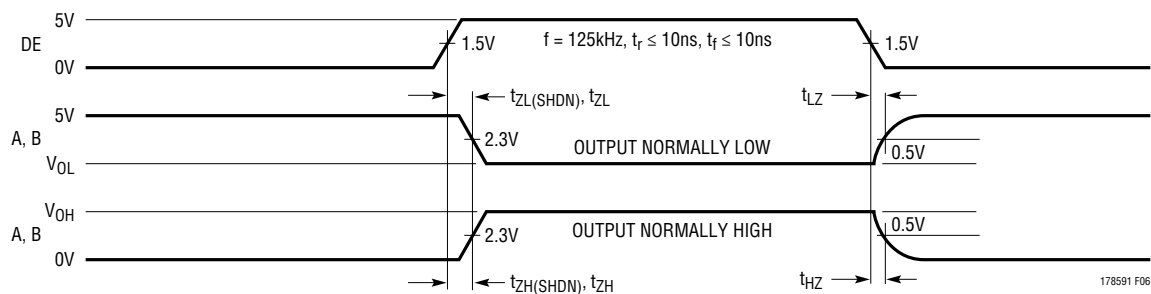 5V
DE
0V
1.5V
f = 125kHz, tr ≤ 10ns, tf ≤ 10ns
1.5V
tZL(SHDN), tZL
tLZ
5V
A, B
VOL
2.3V
OUTPUT NORMALLY LOW
0.5V
VOH
A, B
0V
2.3V
OUTPUT NORMALLY HIGH
0.5V
tZH(SHDN), tZH
tHZ
178591 F06